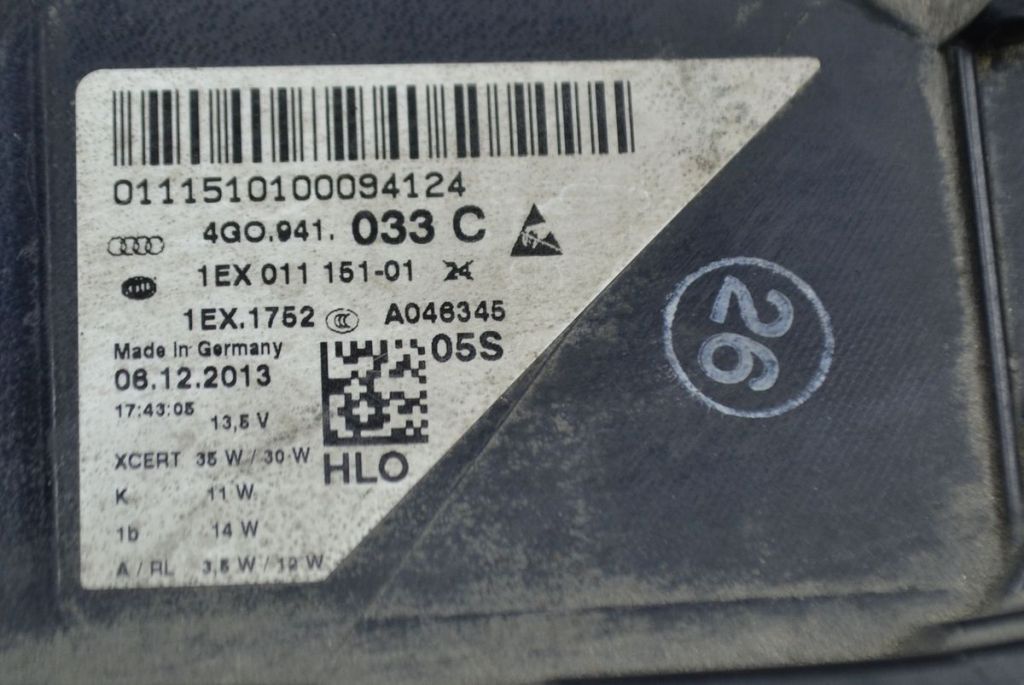 0111510100094124
4G0.941. 033 C
1EX 011 151-01
1EX.1752 CCC A046345
05S
Made in Germany
06.12.2013
17:43:05 13,5 V
XCERT 35 W / 30 W
HLO
K 11 W
1b 14 W
A / RL 3,5 W / 12 W
26